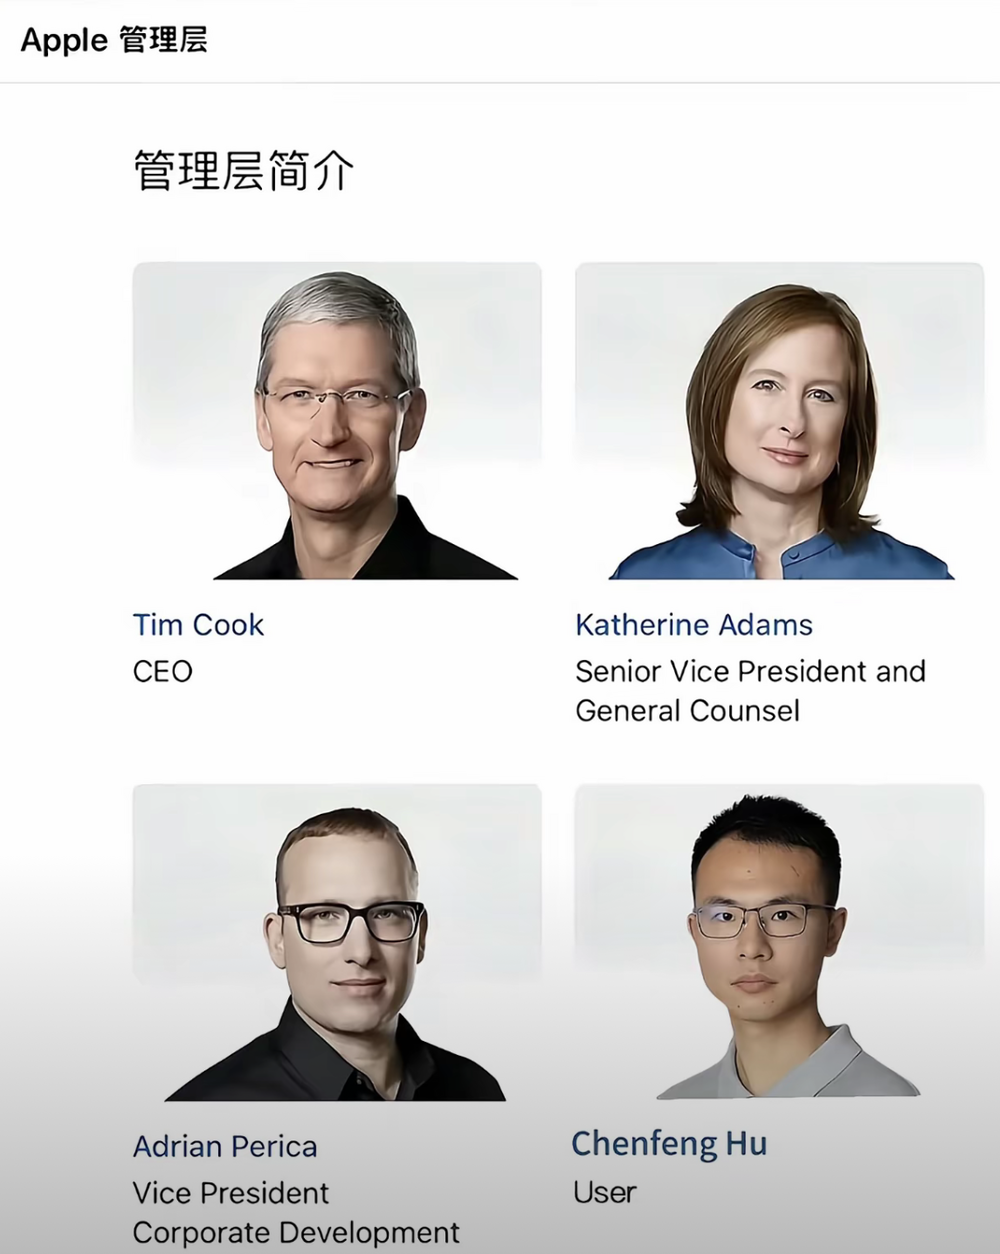 Apple 管理层
管理层简介
Tim Cook
CEO
Katherine Adams
Senior Vice President and
General Counsel
Adrian Perica
Vice President
Corporate Development
Chenfeng Hu
User